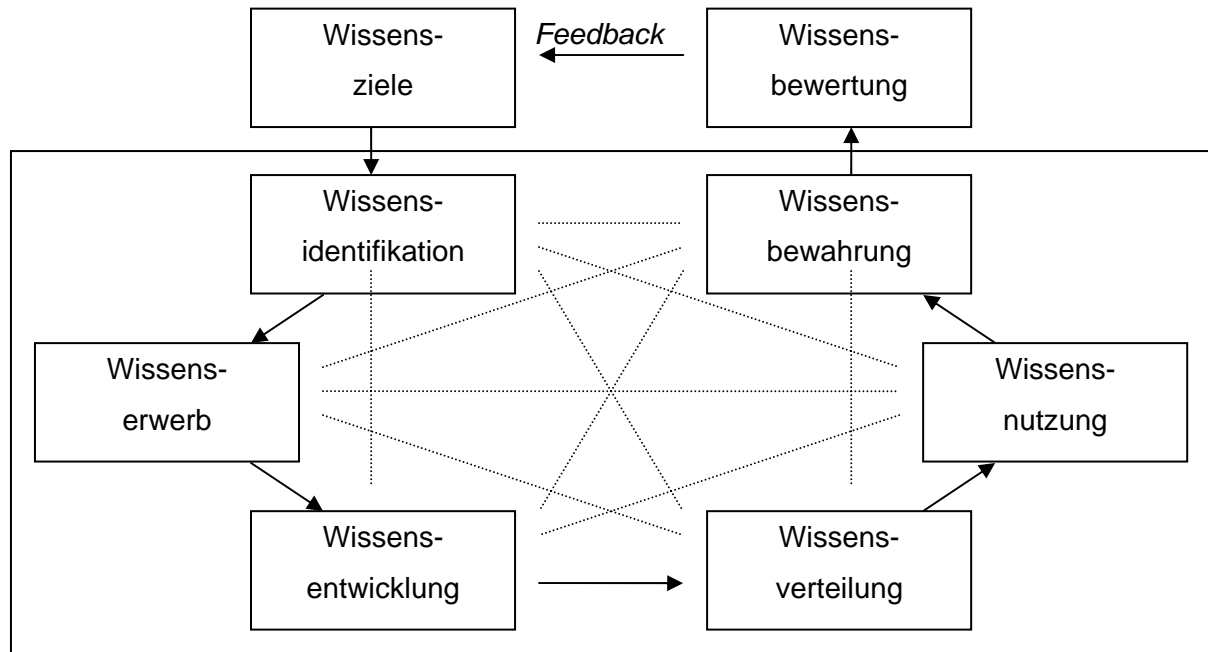 Wissens-
ziele
Feedback
Wissens-
bewertung
Wissens-
identifikation
Wissens-
bewahrung
Wissens-
erwerb
Wissens-
nutzung
Wissens-
entwicklung
Wissens-
verteilung